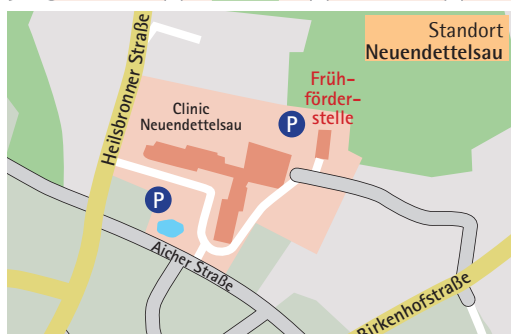 Standort
Neuendettelsau
Heilsbronner Straße
Früh-
förder-
stelle
Clinic
Neuendettelsau
P
P
Aicher Straße
Birkenhofstraße